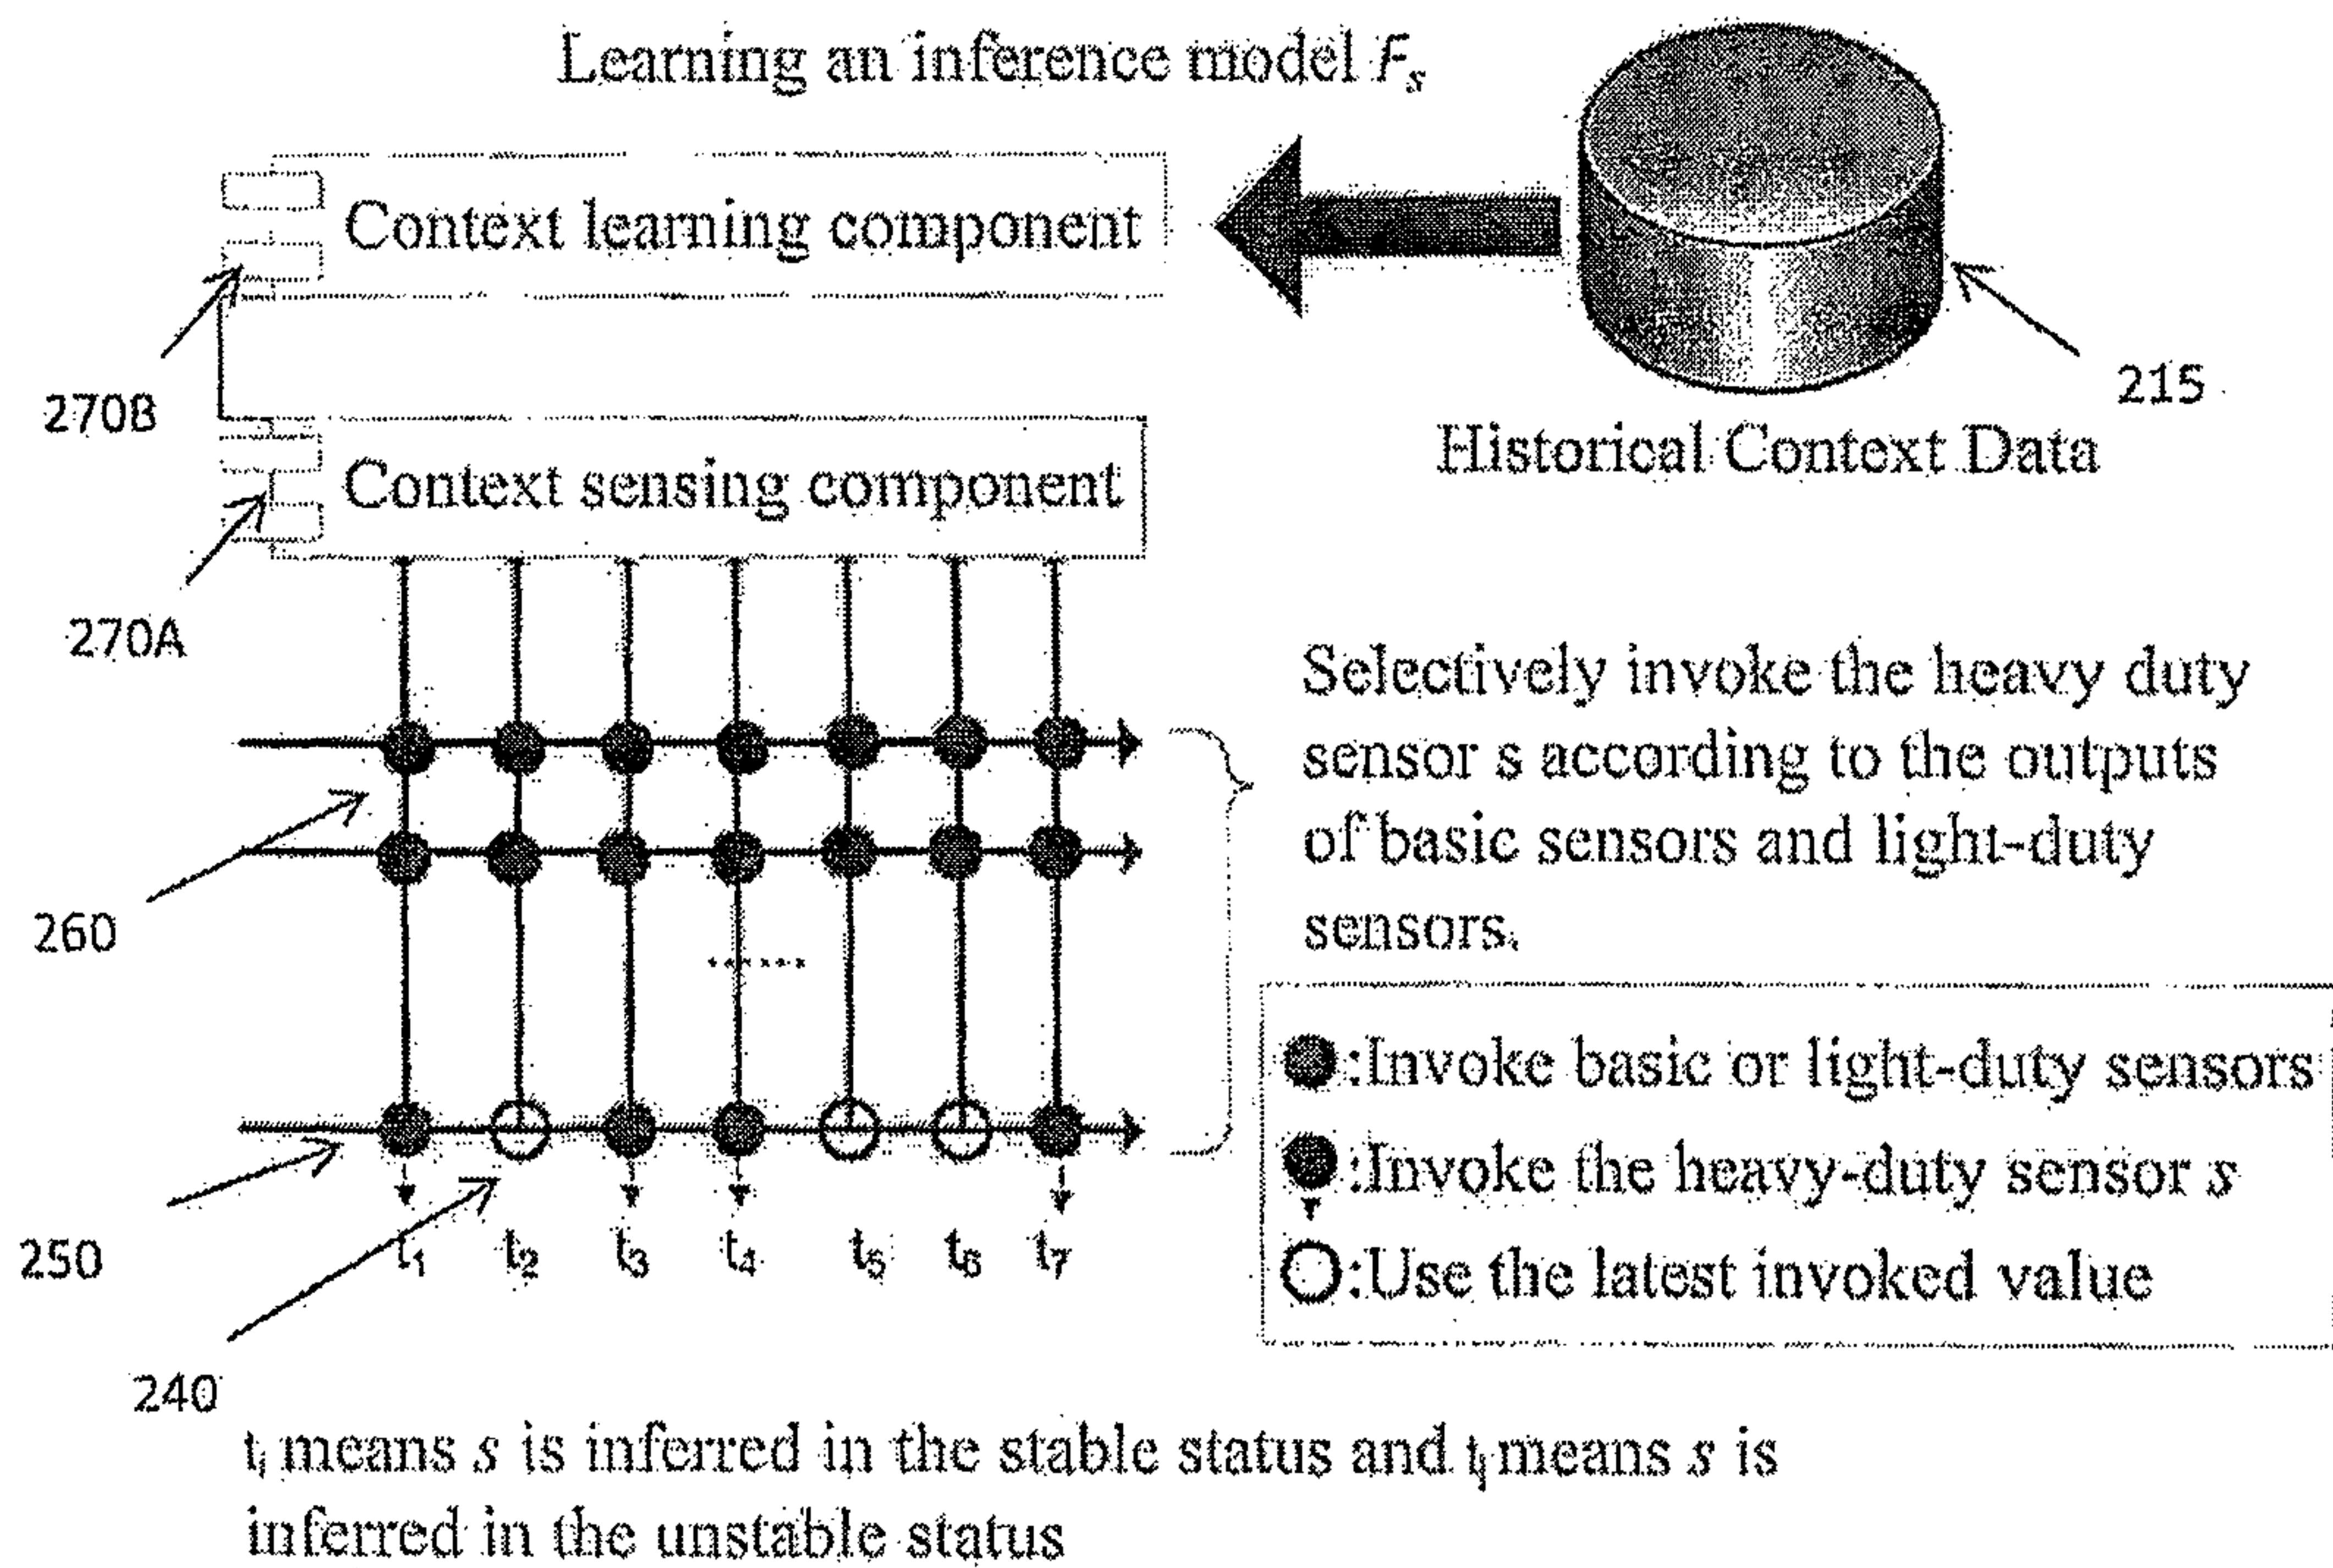 Learning an inference model Fs
Context learning component
270B
215
Historical Context Data
Context sensing component
270A
Selectively invoke the heavy duty
sensor s according to the outputs
of basic sensors and light-duty
sensors.
260
......
:Invoke basic or light-duty sensors
:Invoke the heavy-duty sensor s
:Use the latest invoked value
250
t1 t2 t3 t4 t5 t6 t7
240
ti means s is inferred in the stable status and tj means s is
inferred in the unstable status